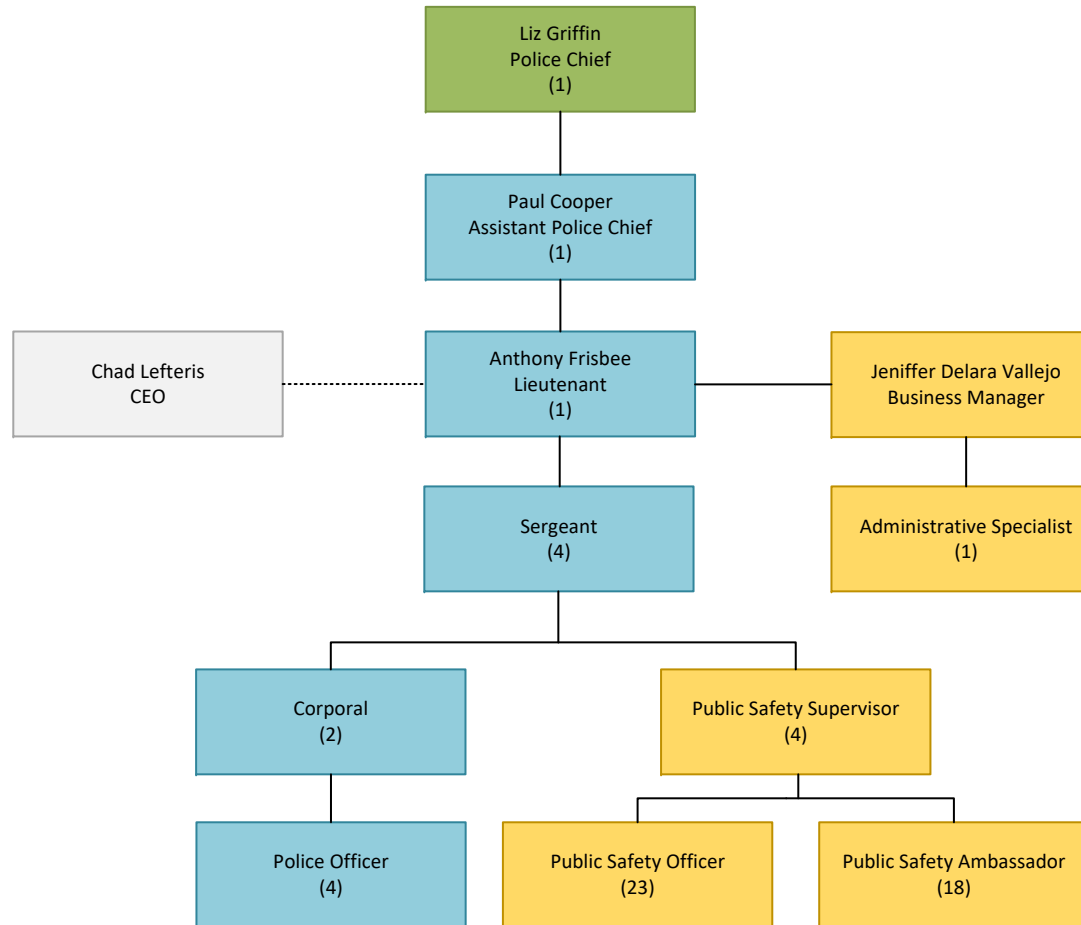 Liz Griffin
Police Chief
(1)
Paul Cooper
Assistant Police Chief
(1)
Chad Lefteris
CEO
Anthony Frisbee
Lieutenant
(1)
Jeniffer Delara Vallejo
Business Manager
Sergeant
(4)
Administrative Specialist
(1)
Corporal
(2)
Public Safety Supervisor
(4)
Police Officer
(4)
Public Safety Officer
(23)
Public Safety Ambassador
(18)